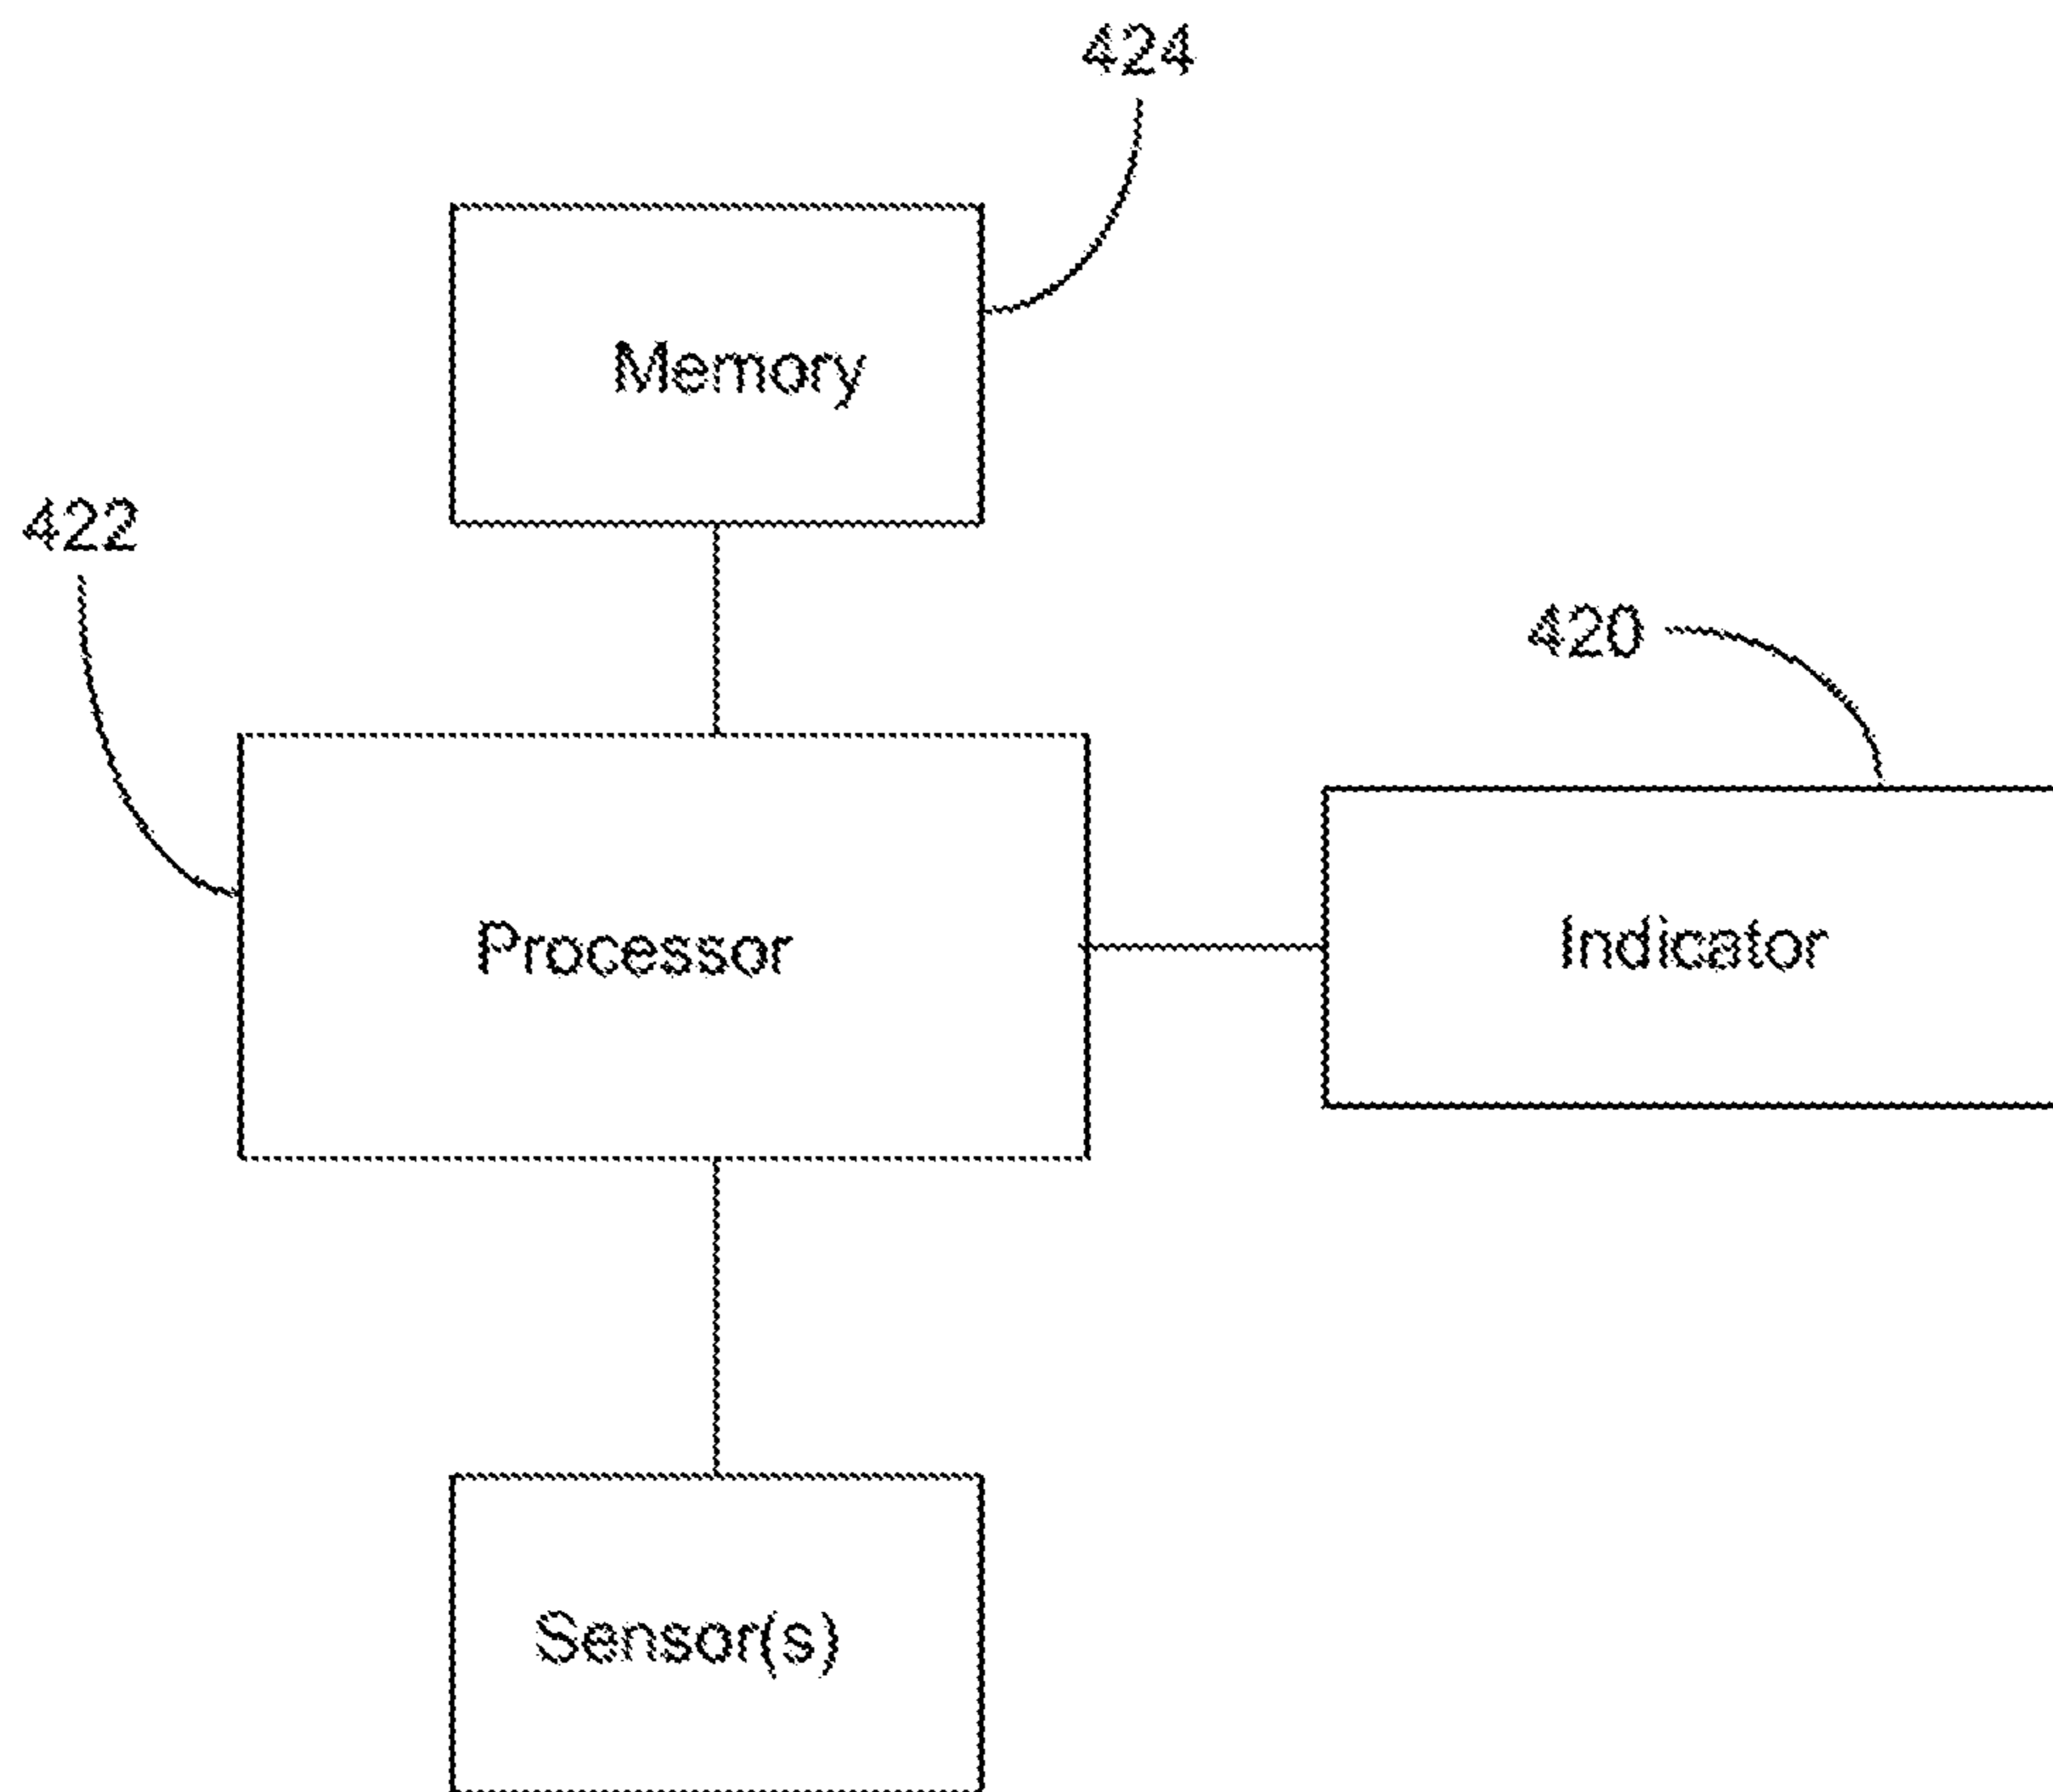 424
Memory
422
420
Processor
Indicator
Sensor(s)